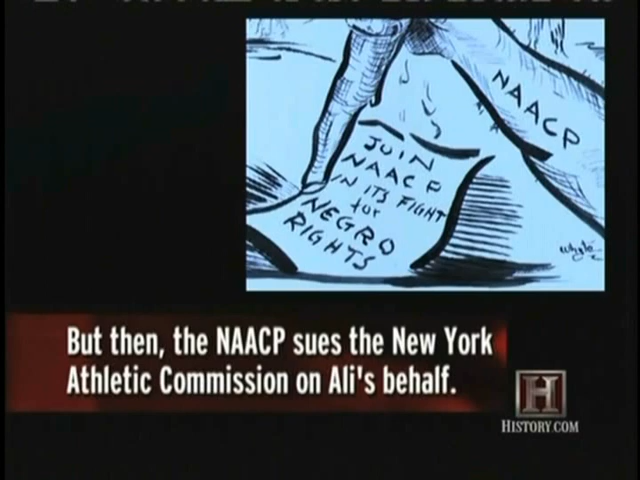 NAACP
JOIN
NAACP
IN ITS FIGHT
for
NEGRO
RIGHTS
But then, the NAACP sues the New York
Athletic Commission on Ali's behalf.
H
HISTORY.COM